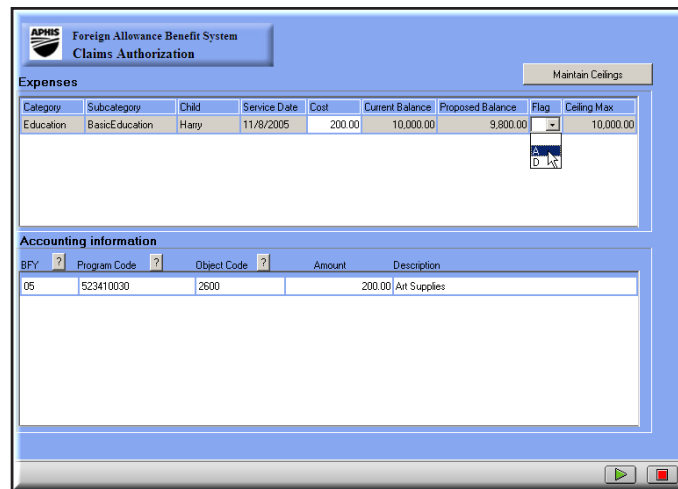 APHIS
Foreign Allowance Benefit System
Claims Authorization
Maintain Ceilings
Expenses
Category Subcategory Child Service Date Cost Current Balance Proposed Balance Flag Ceiling Max
Education BasicEducation Harry 11/8/2005 200.00 10,000.00 9,800.00 10,000.00
A
D
Accounting information
BFY ? Program Code ? Object Code ? Amount Description
05 523410030 2600 200.00 Art Supplies